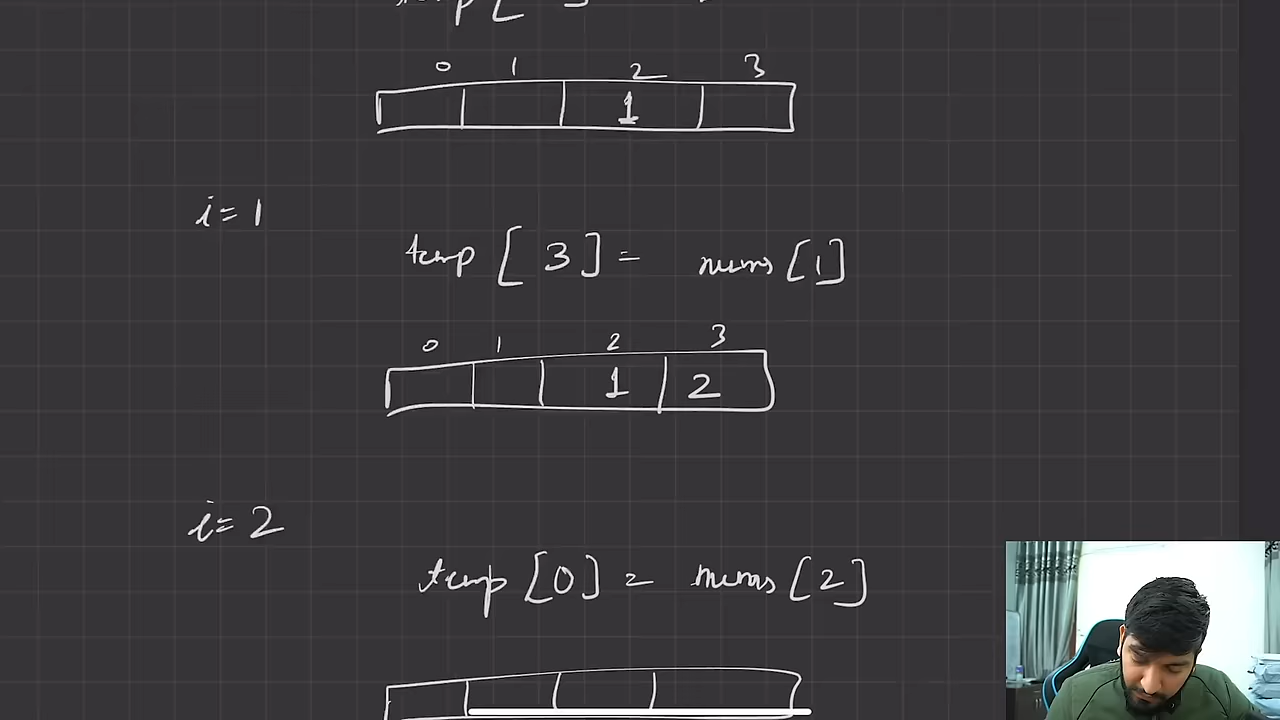 temp [
0 1 2 3
1
i = 1
temp [ 3 ] = nums [ 1 ]
0 1 2 3
1 2
i = 2
temp [ 0 ] = nums [ 2 ]